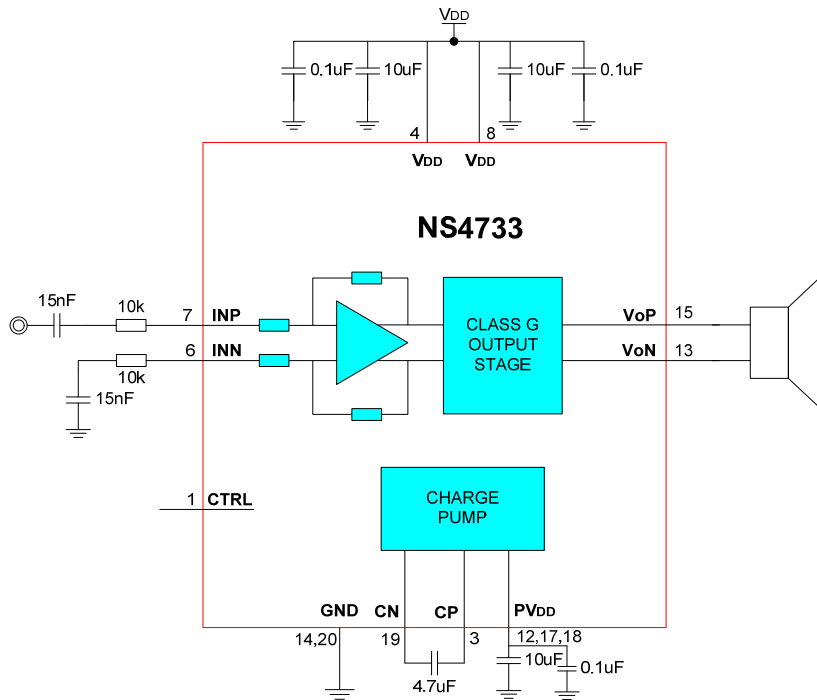 VDD
0.1uF
10uF
10uF
0.1uF
4
8
VDD
VDD
NS4733
15nF
10k
7
INP
VoP
15
CLASS G
OUTPUT
STAGE
6
INN
VoN
13
10k
15nF
1
CTRL
CHARGE
PUMP
GND
CN
CP
PVDD
14,20
19
3
12,17,18
4.7uF
10uF
0.1uF